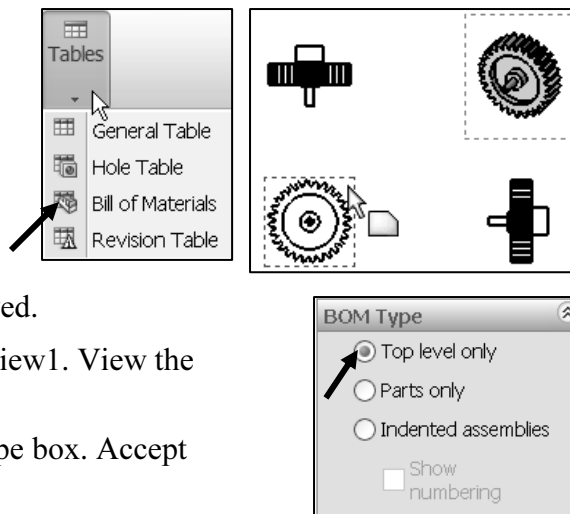 Tables
General Table
Hole Table
Bill of Materials
Revision Table
BOM Type
Top level only
Parts only
Indented assemblies
Show
numbering
ed.
iew1. View the
pe box. Accept